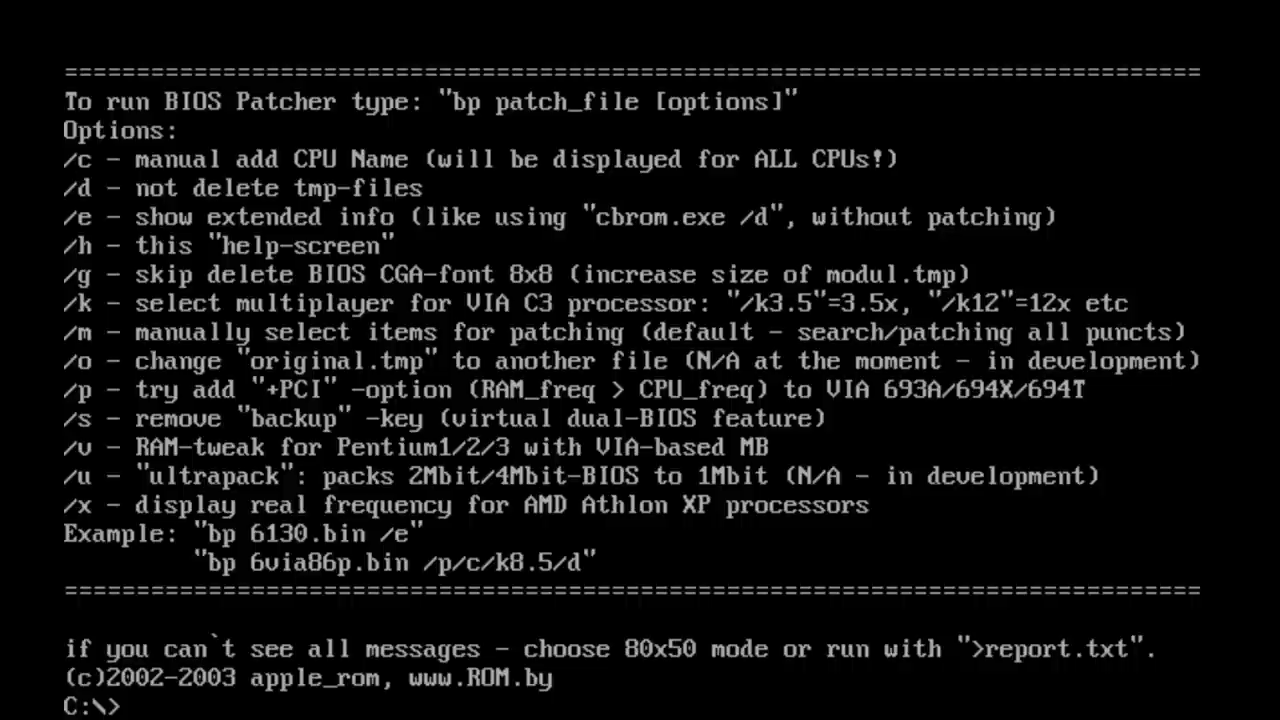 ===============================================================================
To run BIOS Patcher type: "bp patch_file [options]"
Options:
/c - manual add CPU Name (will be displayed for ALL CPUs!)
/d - not delete tmp-files
/e - show extended info (like using "cbrom.exe /d", without patching)
/h - this "help-screen"
/g - skip delete BIOS CGA-font 8x8 (increase size of modul.tmp)
/k - select multiplayer for VIA C3 processor: "/k3.5"=3.5x, "/k12"=12x etc
/m - manually select items for patching (default - search/patching all puncts)
/o - change "original.tmp" to another file (N/A at the moment - in development)
/p - try add "+PCI" -option (RAM_freq > CPU_freq) to VIA 693A/694X/694T
/s - remove "backup" -key (virtual dual-BIOS feature)
/v - RAM-tweak for Pentium1/2/3 with VIA-based MB
/u - "ultrapack": packs 2Mbit/4Mbit-BIOS to 1Mbit (N/A - in development)
/x - display real frequency for AMD Athlon XP processors
Example: "bp 6130.bin /e"
"bp 6via86p.bin /p/c/k8.5/d"
===============================================================================
if you can`t see all messages - choose 80x50 mode or run with ">report.txt".
(c)2002-2003 apple_rom, www.ROM.by
C:\>